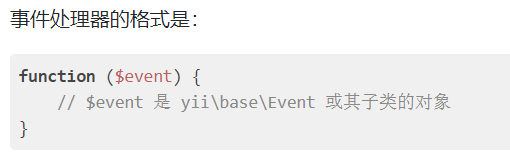 事件处理器的格式是：
function ($event) {
    // $event 是 yii\base\Event 或其子类的对象
}